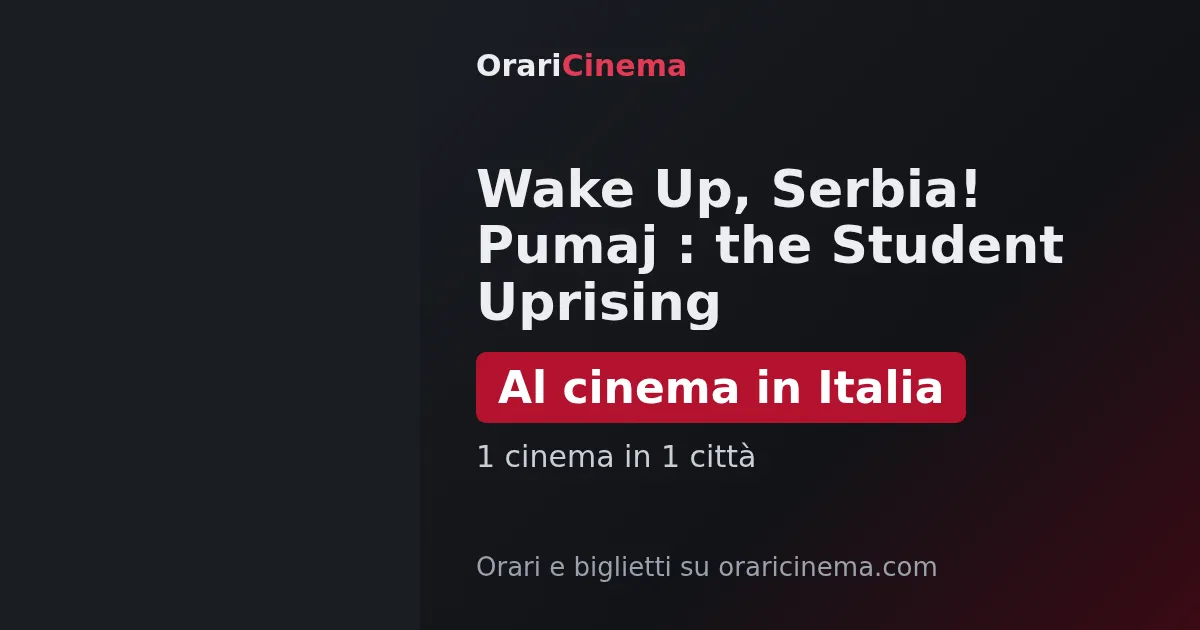 OrariCinema
Wake Up, Serbia!
Pumaj : the Student
Uprising
Al cinema in Italia
1 cinema in 1 città
Orari e biglietti su oraricinema.com